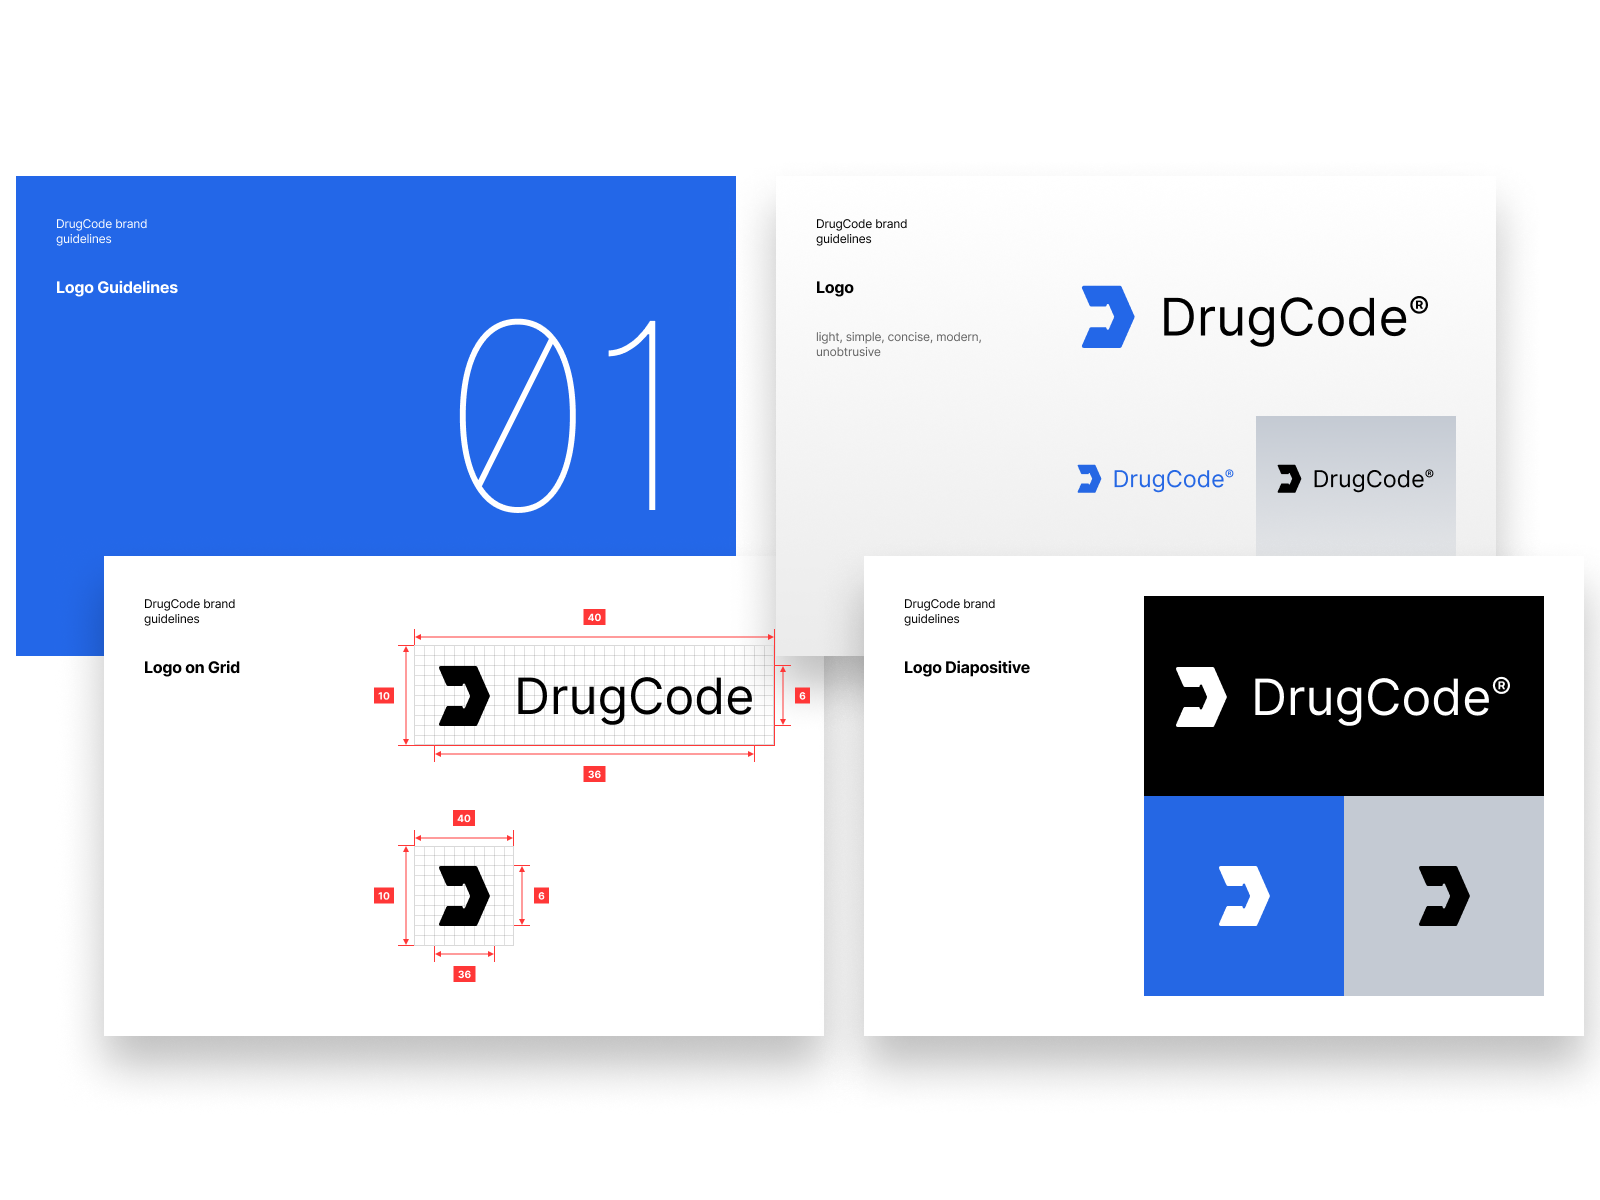 DrugCode brand
guidelines
Logo Guidelines
01
DrugCode brand
guidelines
Logo
light, simple, concise, modern,
unobtrusive
DrugCode®
DrugCode®
DrugCode®
DrugCode brand
guidelines
Logo on Grid
40
10
DrugCode
6
36
40
10
6
36
DrugCode brand
guidelines
Logo Diapositive
DrugCode®